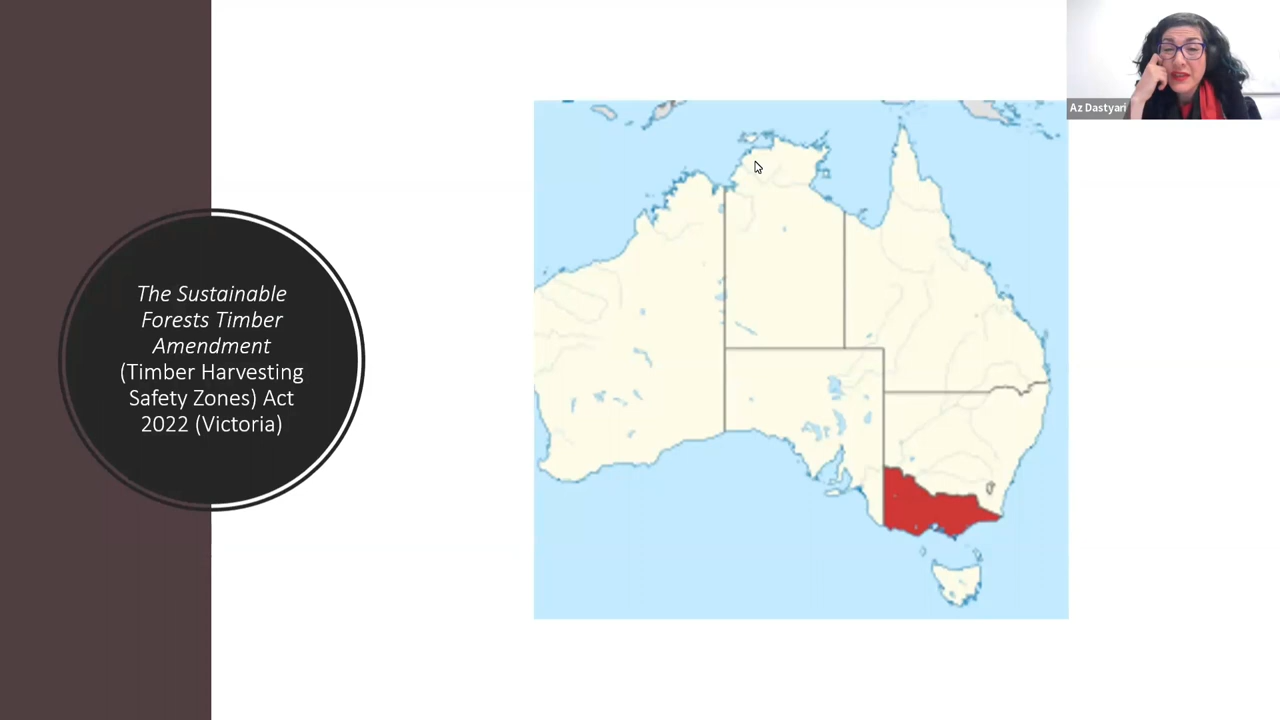 The Sustainable
Forests Timber
Amendment
(Timber Harvesting
Safety Zones) Act
2022 (Victoria)
Az Dastyari